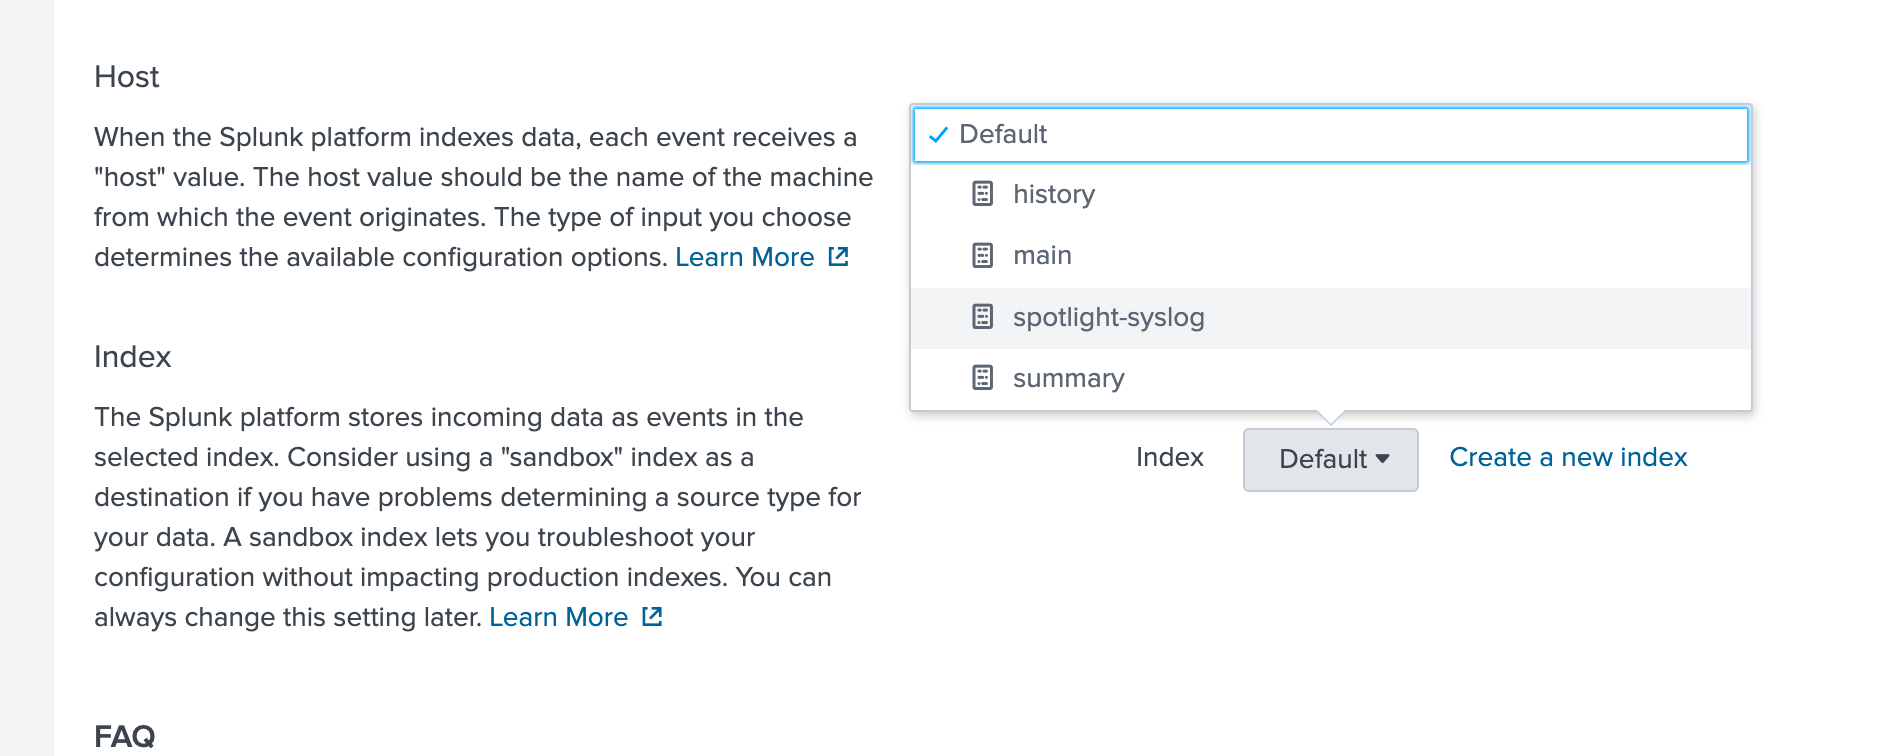 Host
When the Splunk platform indexes data, each event receives a
"host" value. The host value should be the name of the machine
from which the event originates. The type of input you choose
determines the available configuration options. Learn More
Default
history
main
spotlight-syslog
summary
Index
The Splunk platform stores incoming data as events in the
selected index. Consider using a "sandbox" index as a
destination if you have problems determining a source type for
your data. A sandbox index lets you troubleshoot your
configuration without impacting production indexes. You can
always change this setting later. Learn More
Index Default Create a new index
FAQ